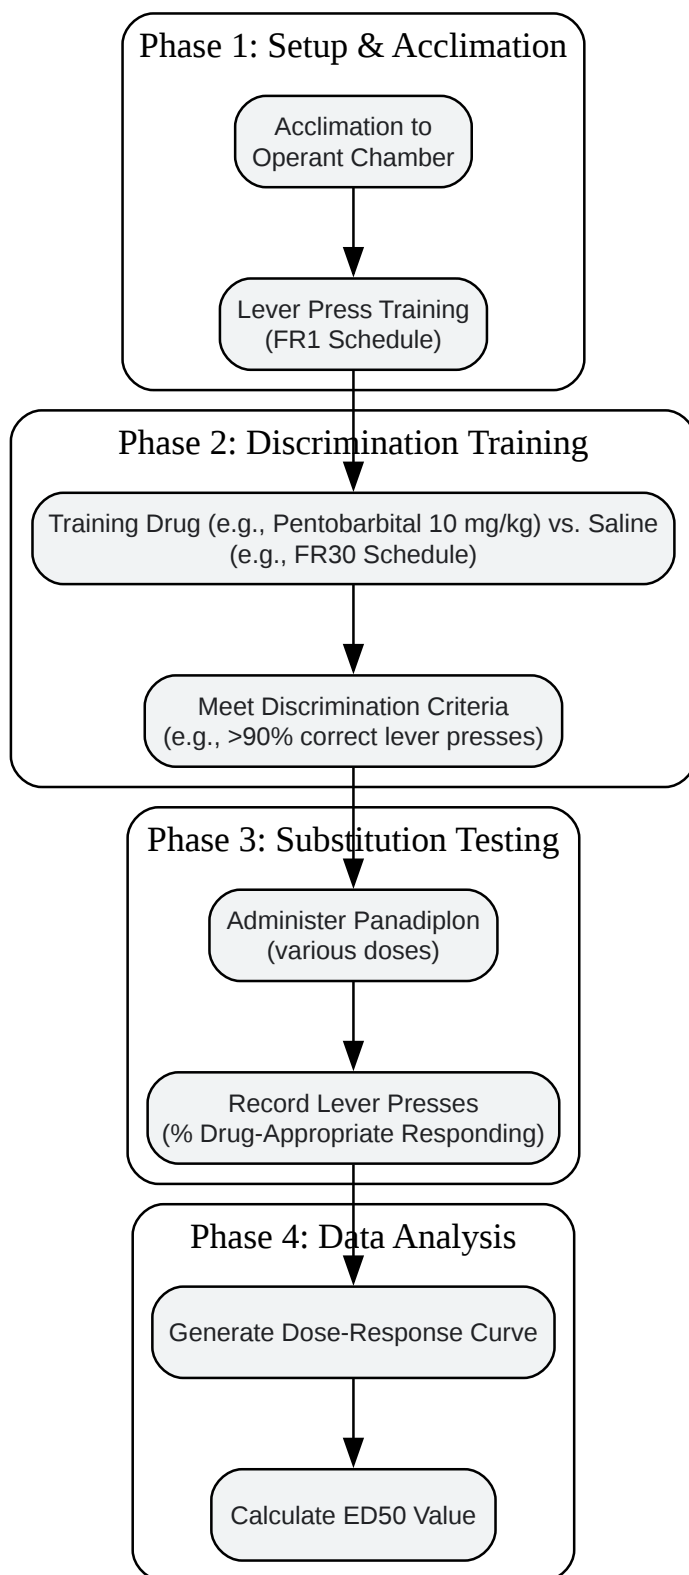 Phase 1: Setup & Acclimation
Acclimation to
Operant Chamber
Lever Press Training
(FR1 Schedule)
Phase 2: Discrimination Training
Training Drug (e.g., Pentobarbital 10 mg/kg) vs. Saline
(e.g., FR30 Schedule)
Meet Discrimination Criteria
(e.g., >90% correct lever presses)
Phase 3: Substitution Testing
Administer Panadiplon
(various doses)
Record Lever Presses
(% Drug-Appropriate Responding)
Phase 4: Data Analysis
Generate Dose-Response Curve
Calculate ED50 Value